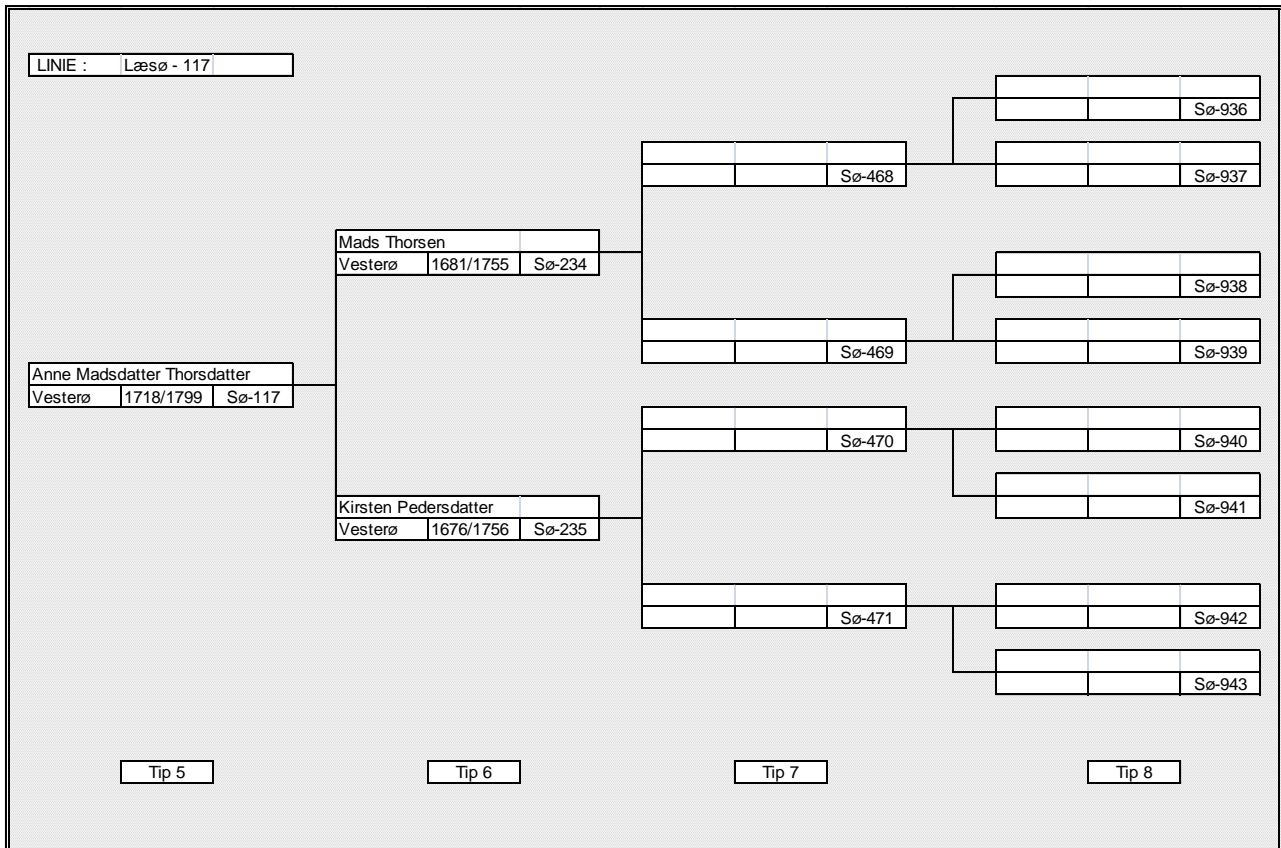 LINIE : Læsø - 117
Sø-936
Sø-468
Sø-937
Mads Thorsen
Vesterø 1681/1755 Sø-234
Sø-938
Sø-469
Sø-939
Anne Madsdatter Thorsdatter
Vesterø 1718/1799 Sø-117
Sø-470
Sø-940
Sø-941
Kirsten Pedersdatter
Vesterø 1676/1756 Sø-235
Sø-471
Sø-942
Sø-943
Tip 5 Tip 6 Tip 7 Tip 8